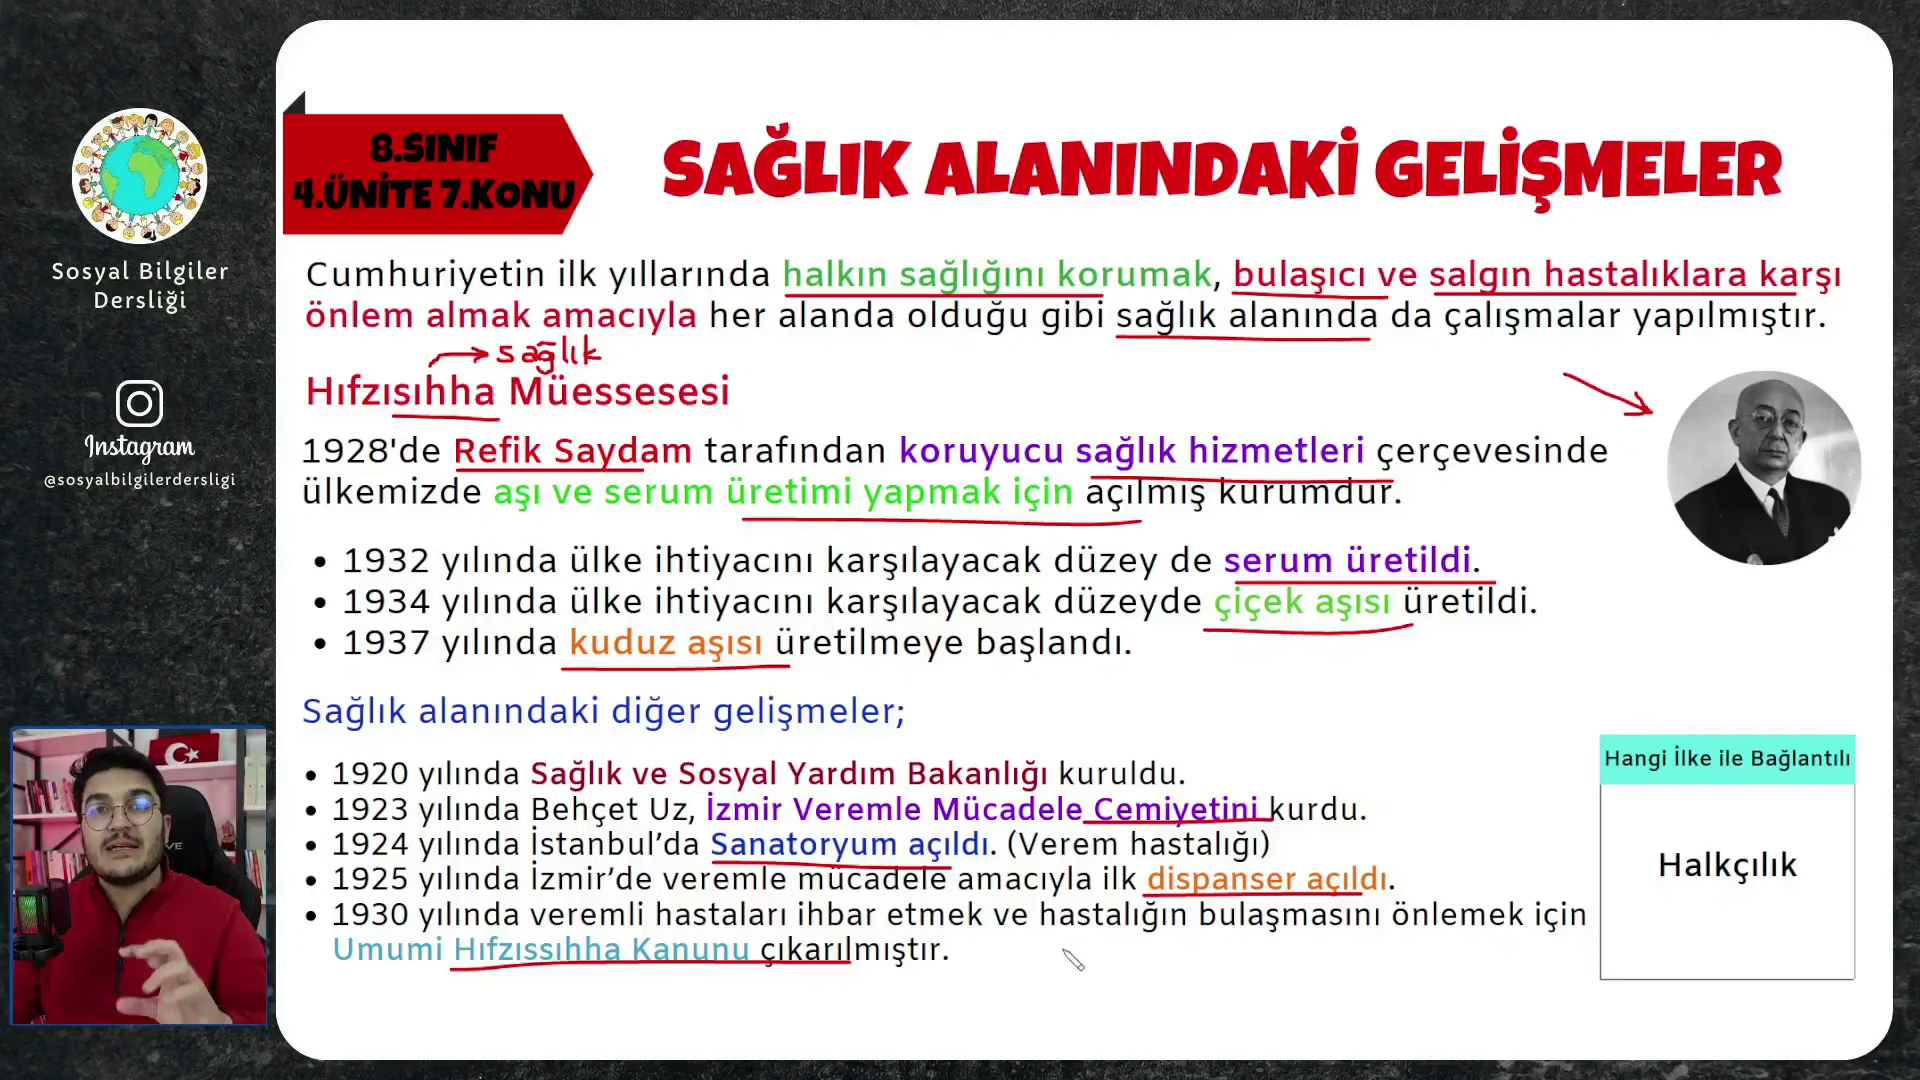 8.SINIF
4.ÜNİTE 7.KONU
SAĞLIK ALANINDAKİ GELİŞMELER
Sosyal Bilgiler
Dersliği
Instagram
@sosyalbilgilerdersligi
Cumhuriyetin ilk yıllarında halkın sağlığını korumak, bulaşıcı ve salgın hastalıklara karşı
önlem almak amacıyla her alanda olduğu gibi sağlık alanında da çalışmalar yapılmıştır.
sağlık
Hıfzısıhha Müessesesi
1928'de Refik Saydam tarafından koruyucu sağlık hizmetleri çerçevesinde
ülkemizde aşı ve serum üretimi yapmak için açılmış kurumdur.
• 1932 yılında ülke ihtiyacını karşılayacak düzey de serum üretildi.
• 1934 yılında ülke ihtiyacını karşılayacak düzeyde çiçek aşısı üretildi.
• 1937 yılında kuduz aşısı üretilmeye başlandı.
Sağlık alanındaki diğer gelişmeler;
• 1920 yılında Sağlık ve Sosyal Yardım Bakanlığı kuruldu.
• 1923 yılında Behçet Uz, İzmir Veremle Mücadele Cemiyetini kurdu.
• 1924 yılında İstanbul’da Sanatoryum açıldı. (Verem hastalığı)
• 1925 yılında İzmir’de veremle mücadele amacıyla ilk dispanser açıldı.
• 1930 yılında veremli hastaları ihbar etmek ve hastalığın bulaşmasını önlemek için
Umumi Hıfzıssıhha Kanunu çıkarılmıştır.
Hangi İlke ile Bağlantılı
Halkçılık